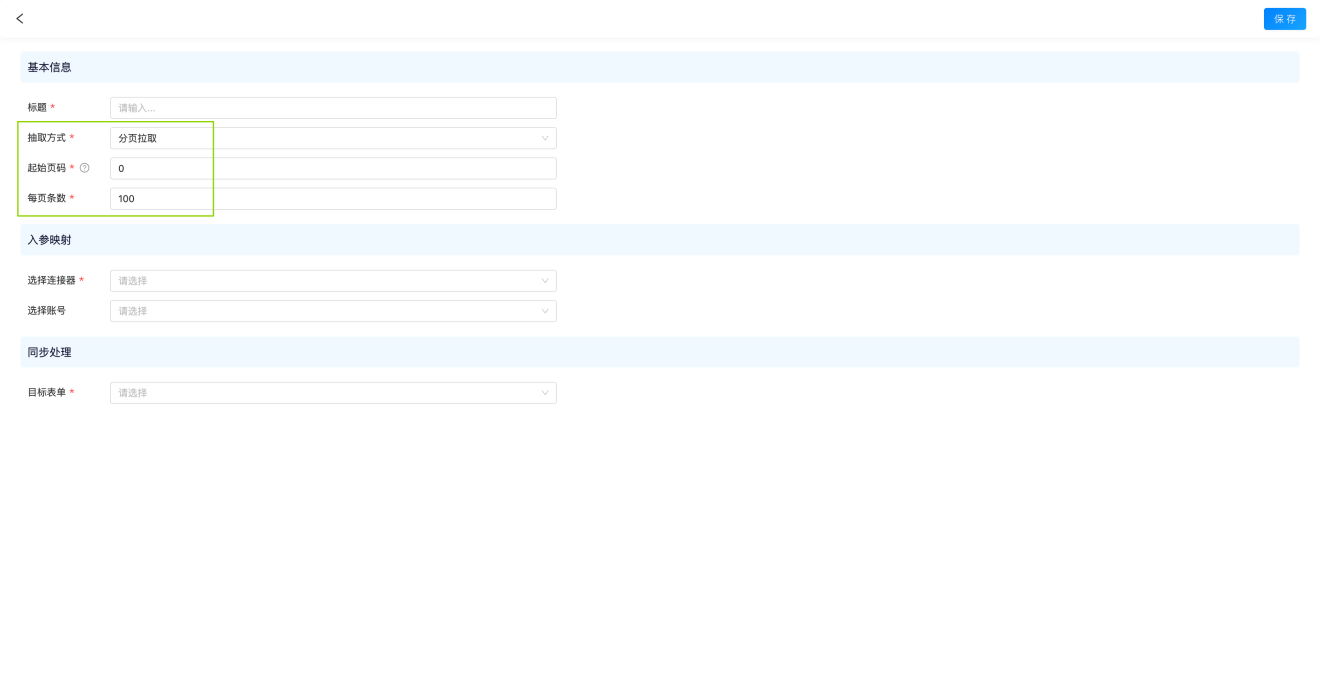 保 存
基本信息
标题 *
请输入...
抽取方式 *
分页拉取
起始页码 * ?
0
每页条数 *
100
入参映射
选择连接器 *
请选择
选择账号
请选择
同步处理
目标表单 *
请选择